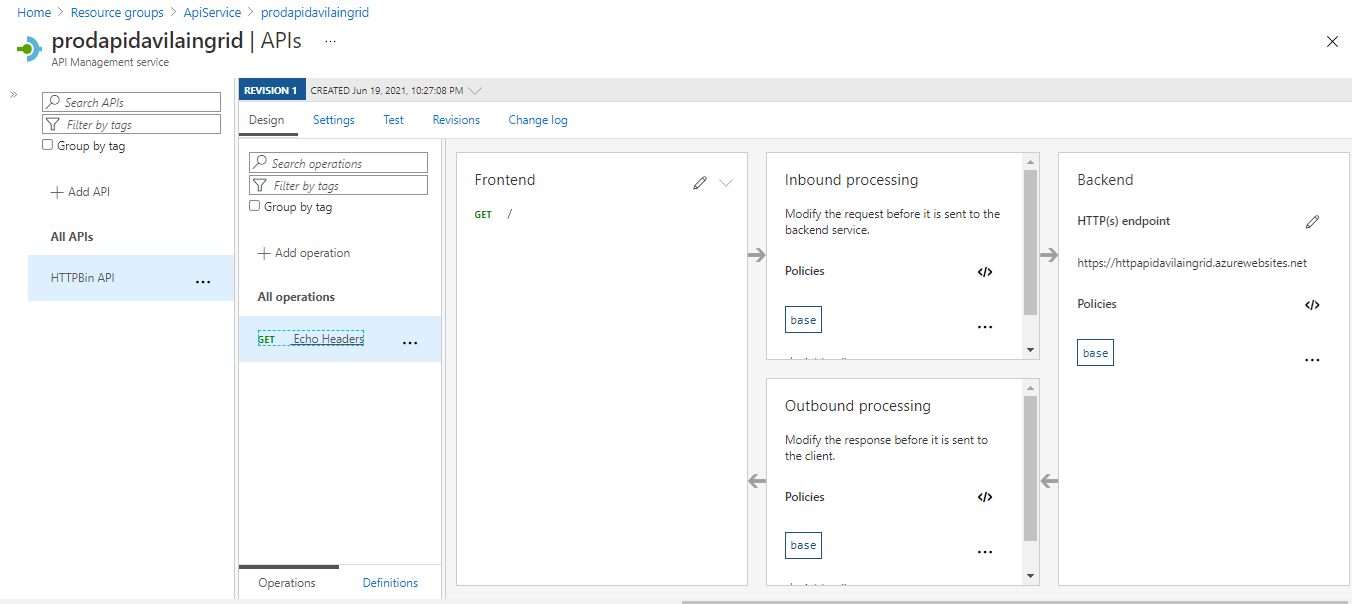 Home > Resource groups > ApiService > prodapidavilaingrid
prodapidavilaingrid | APIs ...
API Management service
Search APIs
Filter by tags
Group by tag
Add API
All APIs
HTTPBin API ...
REVISION 1 CREATED Jun 19, 2021, 10:27:08 PM
Design Settings Test Revisions Change log
Search operations
Filter by tags
Group by tag
Add operation
All operations
GET Echo Headers ...
Operations Definitions
Frontend
GET /
Inbound processing
Modify the request before it is sent to the
backend service.
Policies </>
base ...
Outbound processing
Modify the response before it is sent to
the client.
Policies </>
base ...
Backend
HTTP(s) endpoint
https://httpapidavilaingrid.azurewebsites.net
Policies </>
base ...